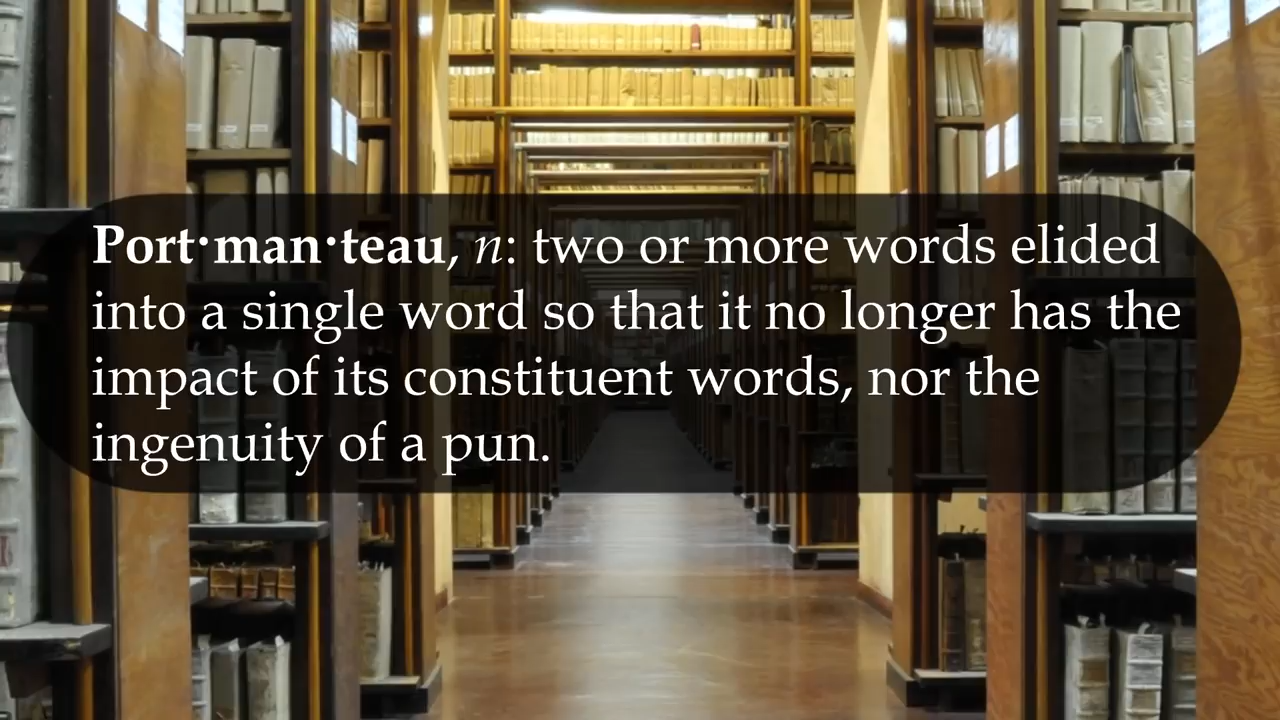 Port·man·teau, n: two or more words elided
into a single word so that it no longer has the
impact of its constituent words, nor the
ingenuity of a pun.